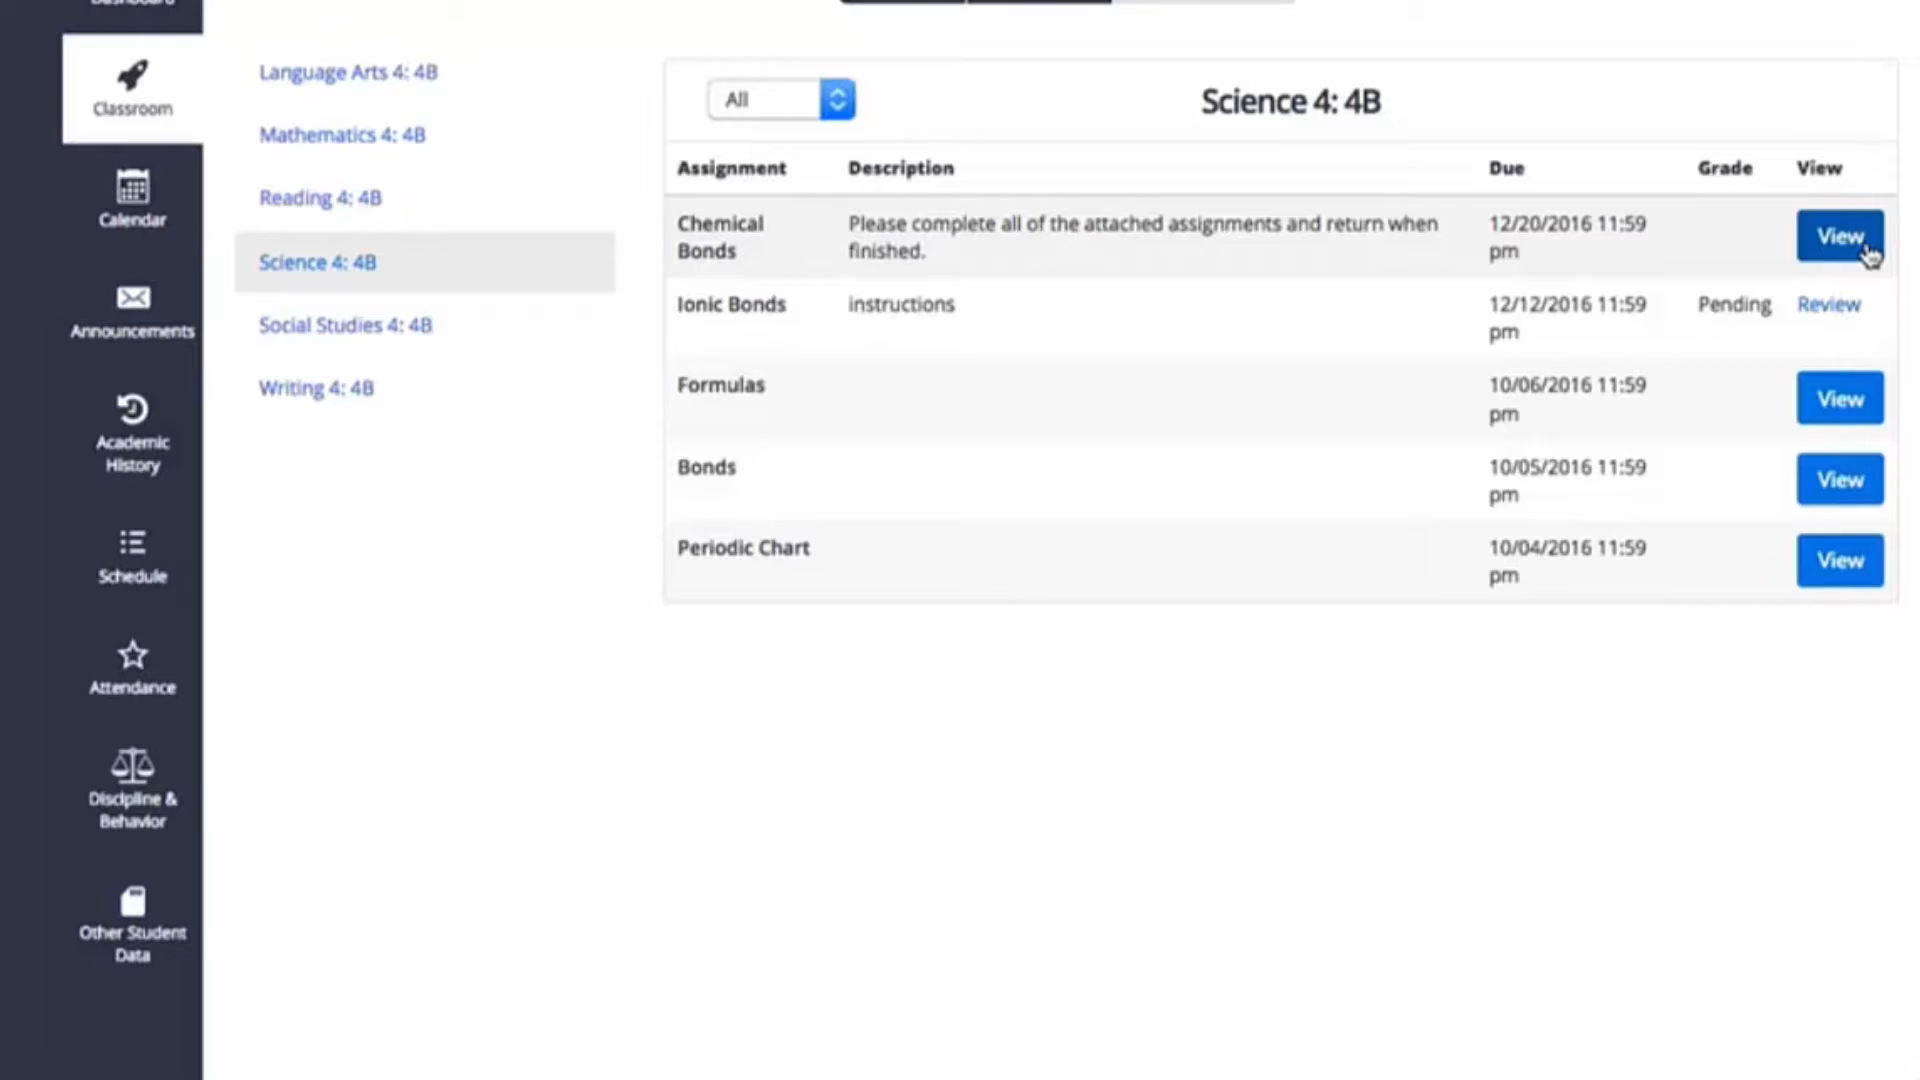 Dashboard
Classroom
Calendar
Announcements
Academic
History
Schedule
Attendance
Discipline &
Behavior
Other Student
Data
Language Arts 4: 4B
Mathematics 4: 4B
Reading 4: 4B
Science 4: 4B
Social Studies 4: 4B
Writing 4: 4B
All
Science 4: 4B
Assignment Description Due Grade View
Chemical Please complete all of the attached assignments and return when 12/20/2016 11:59 View
Bonds finished. pm
Ionic Bonds instructions 12/12/2016 11:59 Pending Review
pm
Formulas 10/06/2016 11:59 View
pm
Bonds 10/05/2016 11:59 View
pm
Periodic Chart 10/04/2016 11:59 View
pm